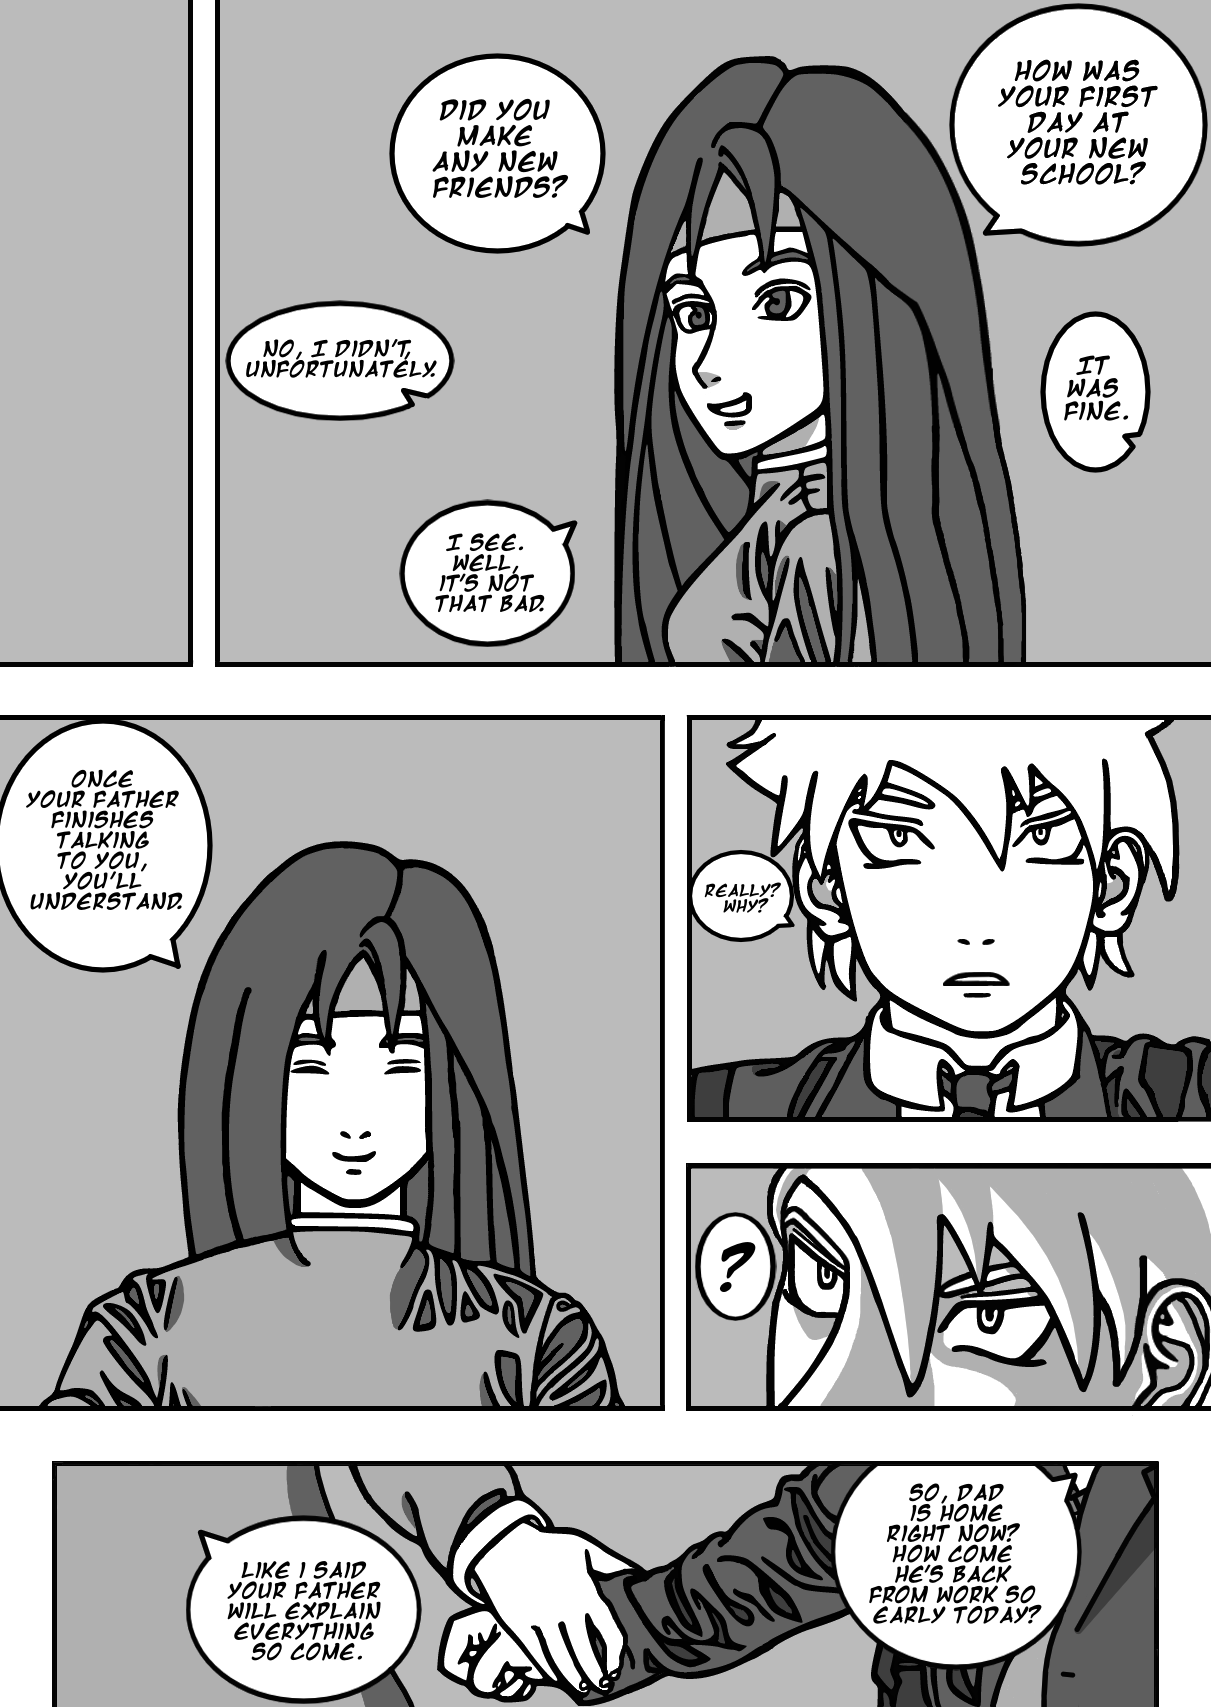 HOW WAS
YOUR FIRST
DAY AT
YOUR NEW
SCHOOL?
IT
WAS
FINE.
DID YOU
MAKE
ANY NEW
FRIENDS?
NO, I DIDN'T,
UNFORTUNATELY.
I SEE.
WELL,
IT'S NOT
THAT BAD.
REALLY?
WHY?
?
ONCE
YOUR FATHER
FINISHES
TALKING
TO YOU,
YOU'LL
UNDERSTAND.
SO, DAD
IS HOME
RIGHT NOW?
HOW COME
HE'S BACK
FROM WORK SO
EARLY TODAY?
LIKE I SAID
YOUR FATHER
WILL EXPLAIN
EVERYTHING
SO COME.